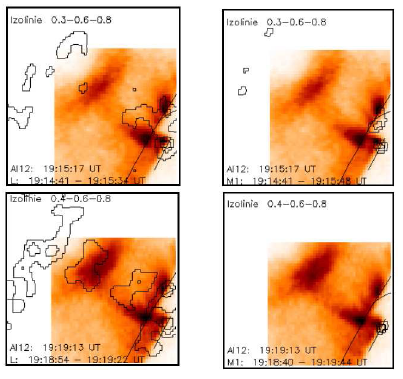 Izolinie 0.3-0.6-0.8
Al12: 19:15:17 UT
L: 19:14:41 - 19:15:34 UT
Izolinie 0.3-0.6-0.8
Al12: 19:15:17 UT
M1: 19:14:41 - 19:15:48 UT
Izolinie 0.4-0.6-0.8
Al12: 19:19:13 UT
L: 19:18:54 - 19:19:22 UT
Izolinie 0.4-0.6-0.8
Al12: 19:19:13 UT
M1: 19:18:40 - 19:19:44 UT